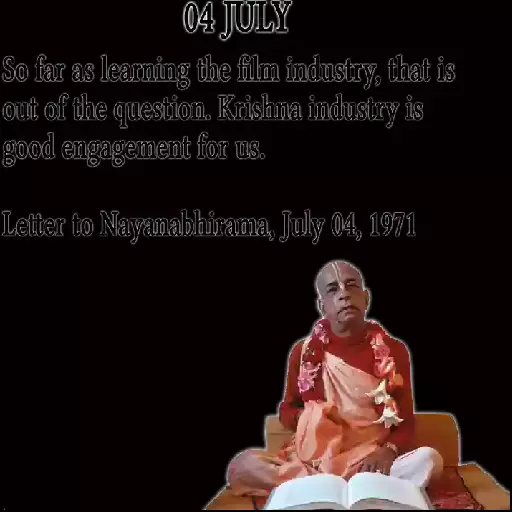 04 JULY
So far as learning the film industry, that is
out of the question. Krishna industry is
good engagement for us.
Letter to Nayanabhirama, July 04, 1971